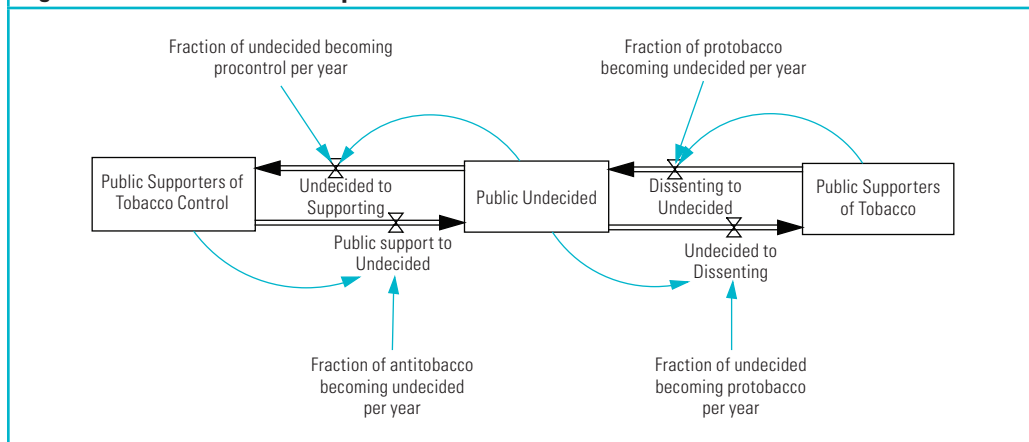 Fraction of undecided becoming
procontrol per year
Fraction of protobacco
becoming undecided per year
Public Supporters of
Tobacco Control
Undecided to
Supporting
Public Undecided
Dissenting to
Undecided
Public Supporters
of Tobacco
Public support to
Undecided
Undecided to
Dissenting
Fraction of antitobacco
becoming undecided
per year
Fraction of undecided
becoming protobacco
per year